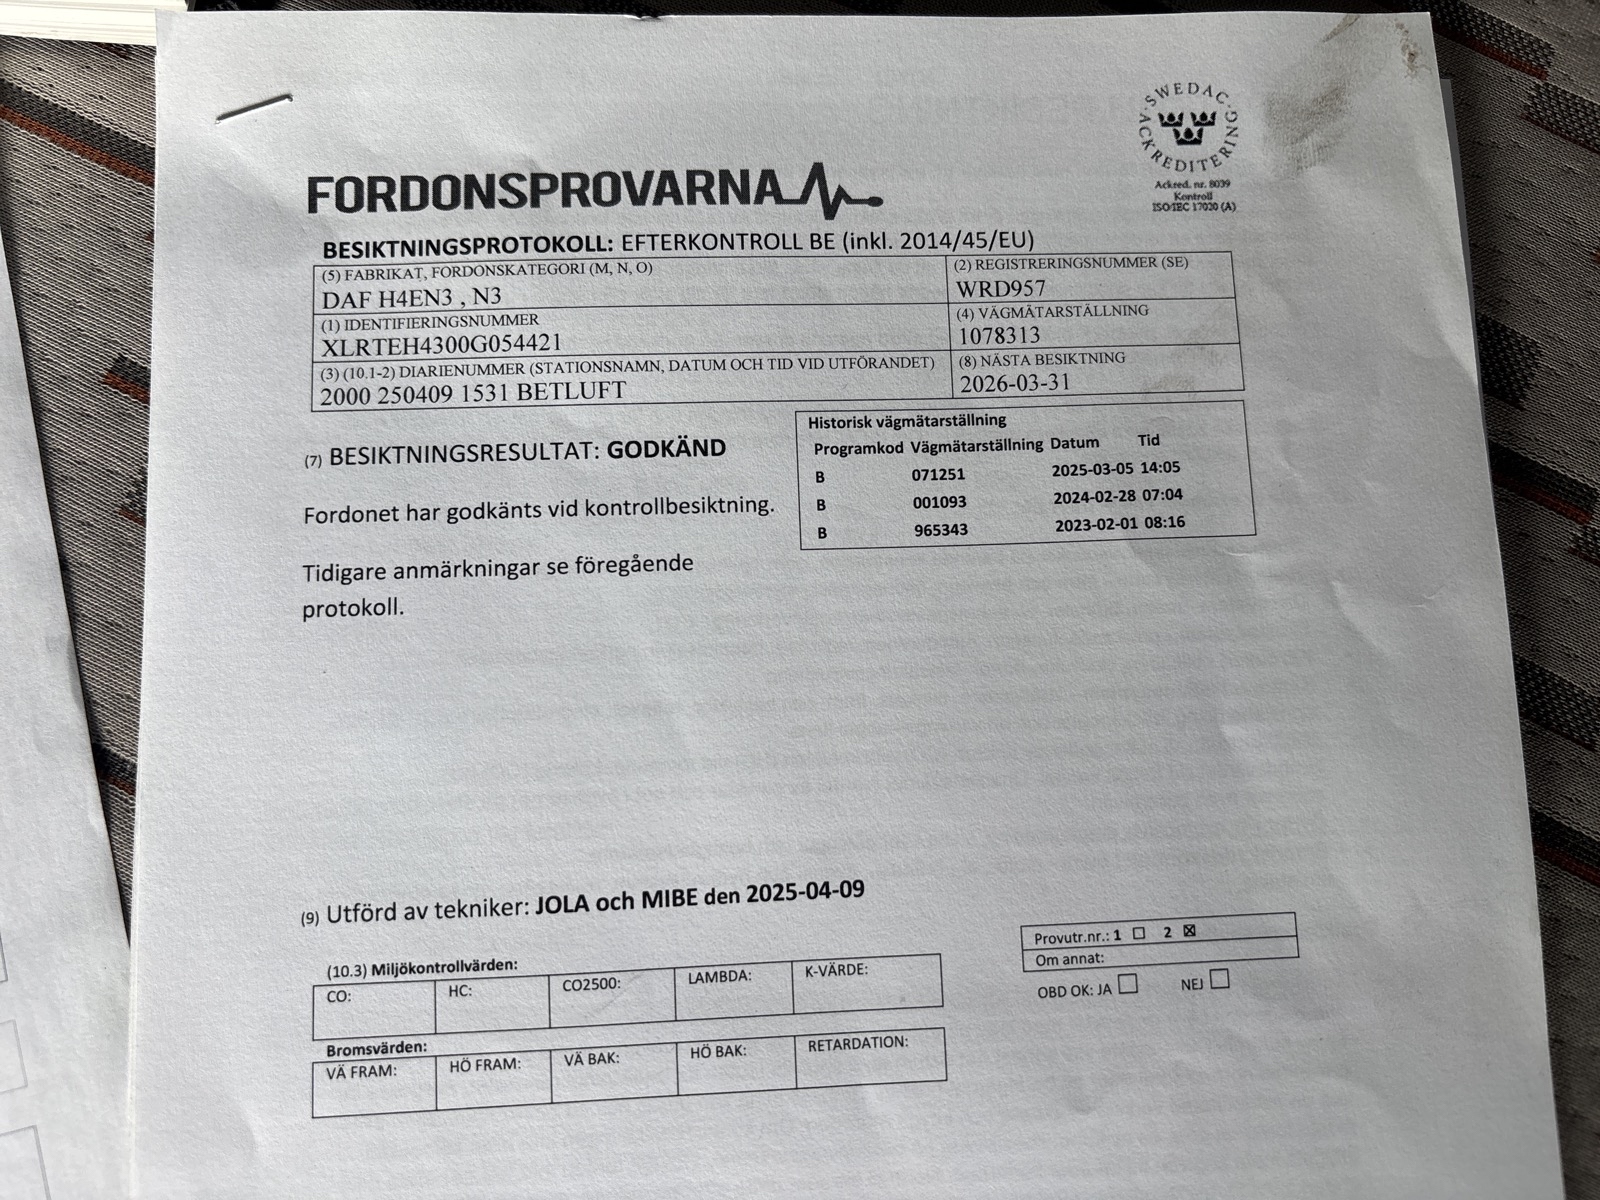 SWEDAC ACKREDITERING
Ackred. nr. 8039
Kontroll
ISO/IEC 17020 (A)
FORDONSPROVARNA
BESIKTNINGSPROTOKOLL: EFTERKONTROLL BE (inkl. 2014/45/EU)
(5) FABRIKAT, FORDONSKATEGORI (M, N, O)
DAF H4EN3 , N3
(2) REGISTRERINGSNUMMER (SE)
WRD957
(1) IDENTIFIERINGSNUMMER
XLRTEH4300G054421
(4) VÄGMÄTARSTÄLLNING
1078313
(3) (10.1-2) DIARIENUMMER (STATIONSNAMN, DATUM OCH TID VID UTFÖRANDET)
2000 250409 1531 BETLUFT
(8) NÄSTA BESIKTNING
2026-03-31
(7) BESIKTNINGSRESULTAT: GODKÄND
Fordonet har godkänts vid kontrollbesiktning.
Tidigare anmärkningar se föregående
protokoll.
Historisk vägmätarställning
Programkod Vägmätarställning Datum Tid
B 071251 2025-03-05 14:05
B 001093 2024-02-28 07:04
B 965343 2023-02-01 08:16
(9) Utförd av tekniker: JOLA och MIBE den 2025-04-09
Provutr.nr.: 1 ☐ 2 ☒
Om annat:
OBD OK: JA ☐ NEJ ☐
(10.3) Miljökontrollvärden:
CO: HC: CO2500: LAMBDA: K-VÄRDE:
Bromsvärden:
VÄ FRAM: HÖ FRAM: VÄ BAK: HÖ BAK: RETARDATION: